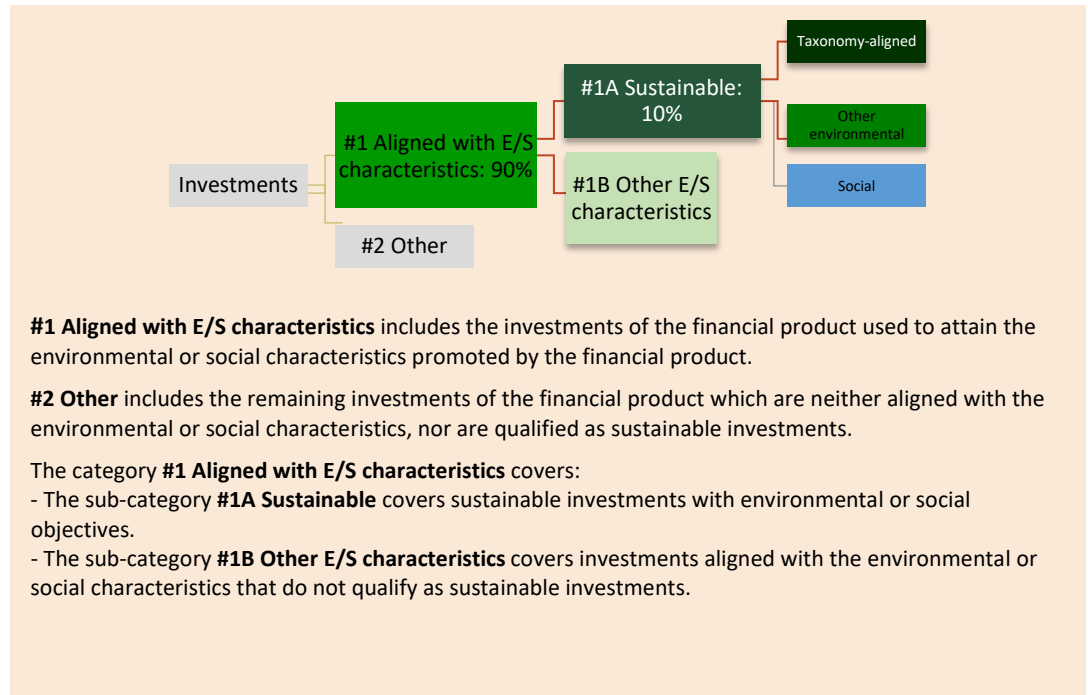 Taxonomy-aligned
#1A Sustainable:
10%
Other
environmental
#1 Aligned with E/S
characteristics: 90%
Investments
#1B Other E/S
characteristics
Social
#2 Other
#1 Aligned with E/S characteristics includes the investments of the financial product used to attain the
environmental or social characteristics promoted by the financial product.
#2 Other includes the remaining investments of the financial product which are neither aligned with the
environmental or social characteristics, nor are qualified as sustainable investments.
The category #1 Aligned with E/S characteristics covers:
- The sub-category #1A Sustainable covers sustainable investments with environmental or social
objectives.
- The sub-category #1B Other E/S characteristics covers investments aligned with the environmental or
social characteristics that do not qualify as sustainable investments.